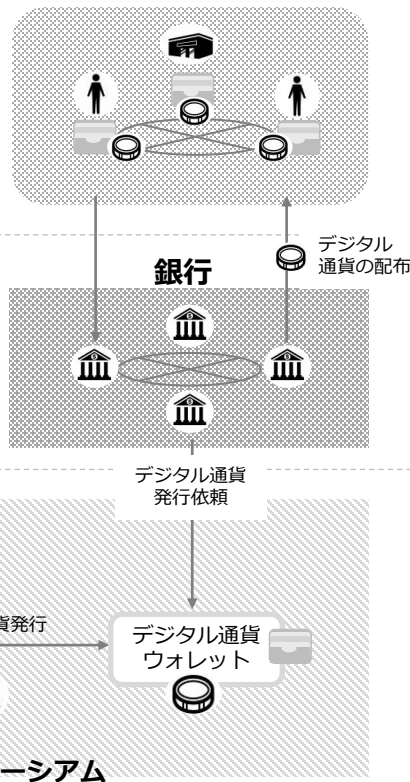 銀行
デジタル
通貨の配布
デジタル通貨
発行依頼
貨発行
デジタル通貨
ウォレット
ーシアム